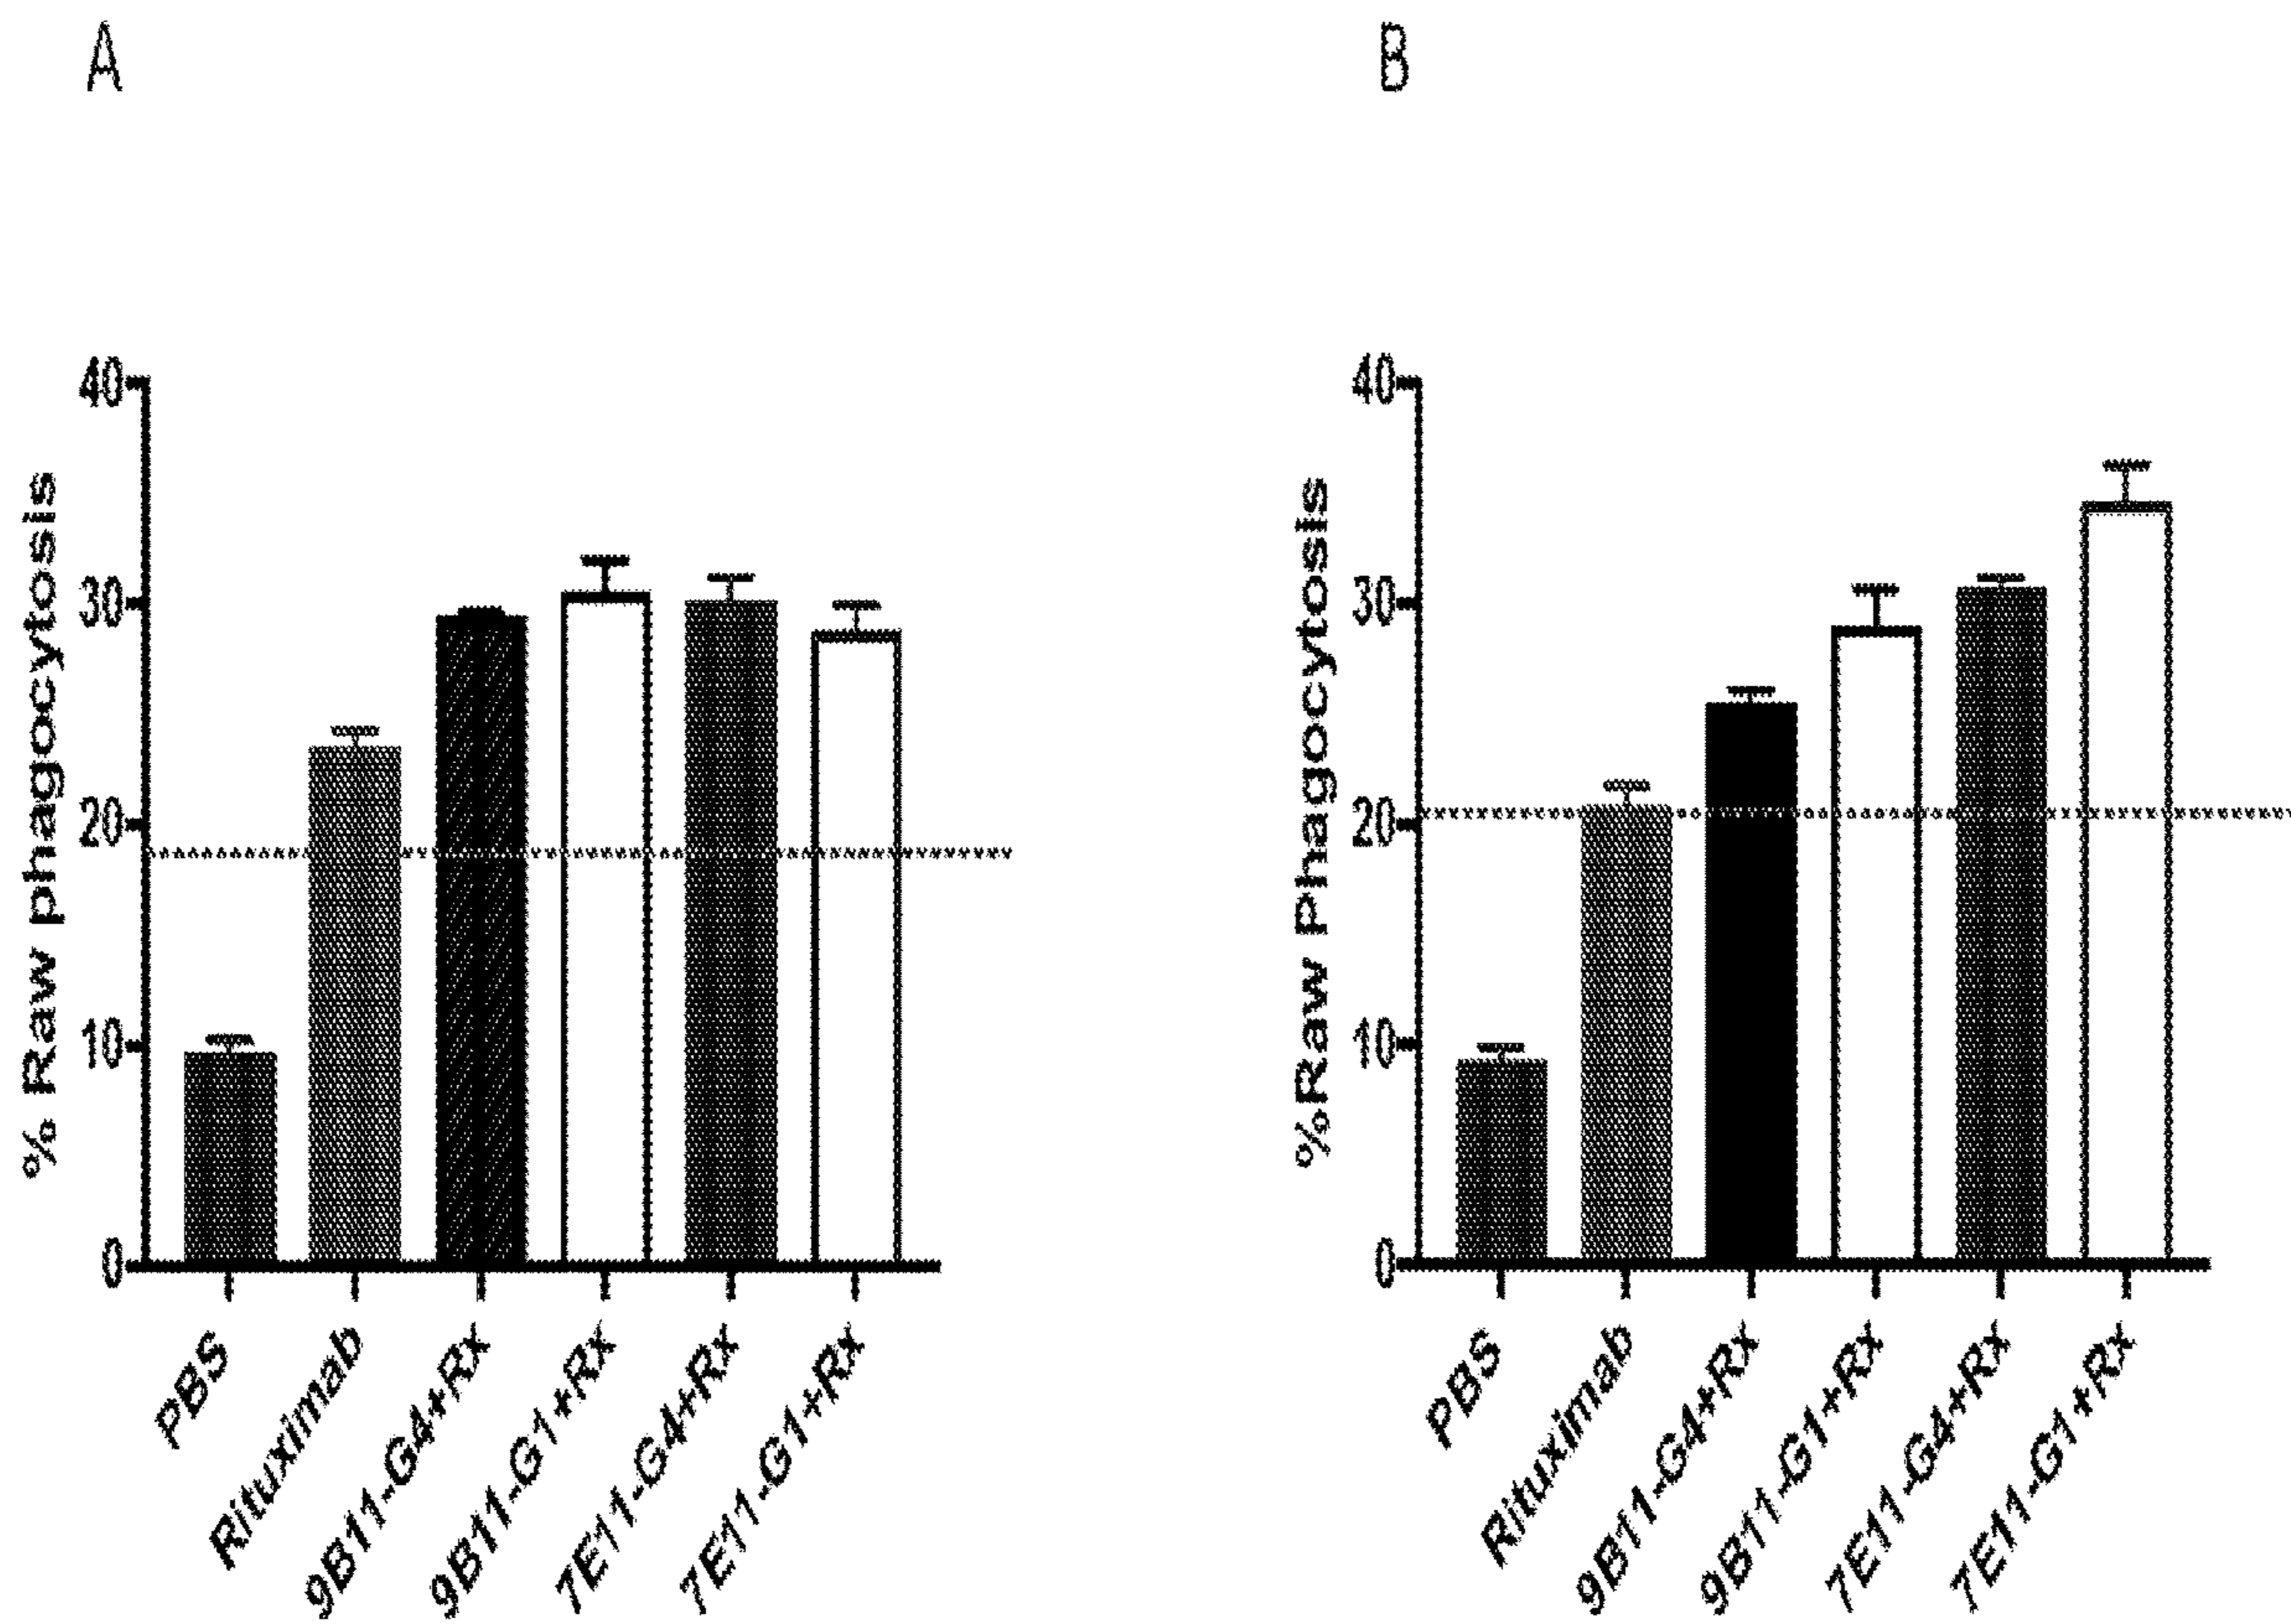 A
% Raw phagocytosis
40
30
20
10
0
PBS
Rituximab
9B11-G4+Rx
9B11-G1+Rx
7E11-G4+Rx
7E11-G1+Rx
B
%Raw Phagocytosis
40
30
20
10
0
PBS
Rituximab
9B11-G4+Rx
9B11-G1+Rx
7E11-G4+Rx
7E11-G1+Rx